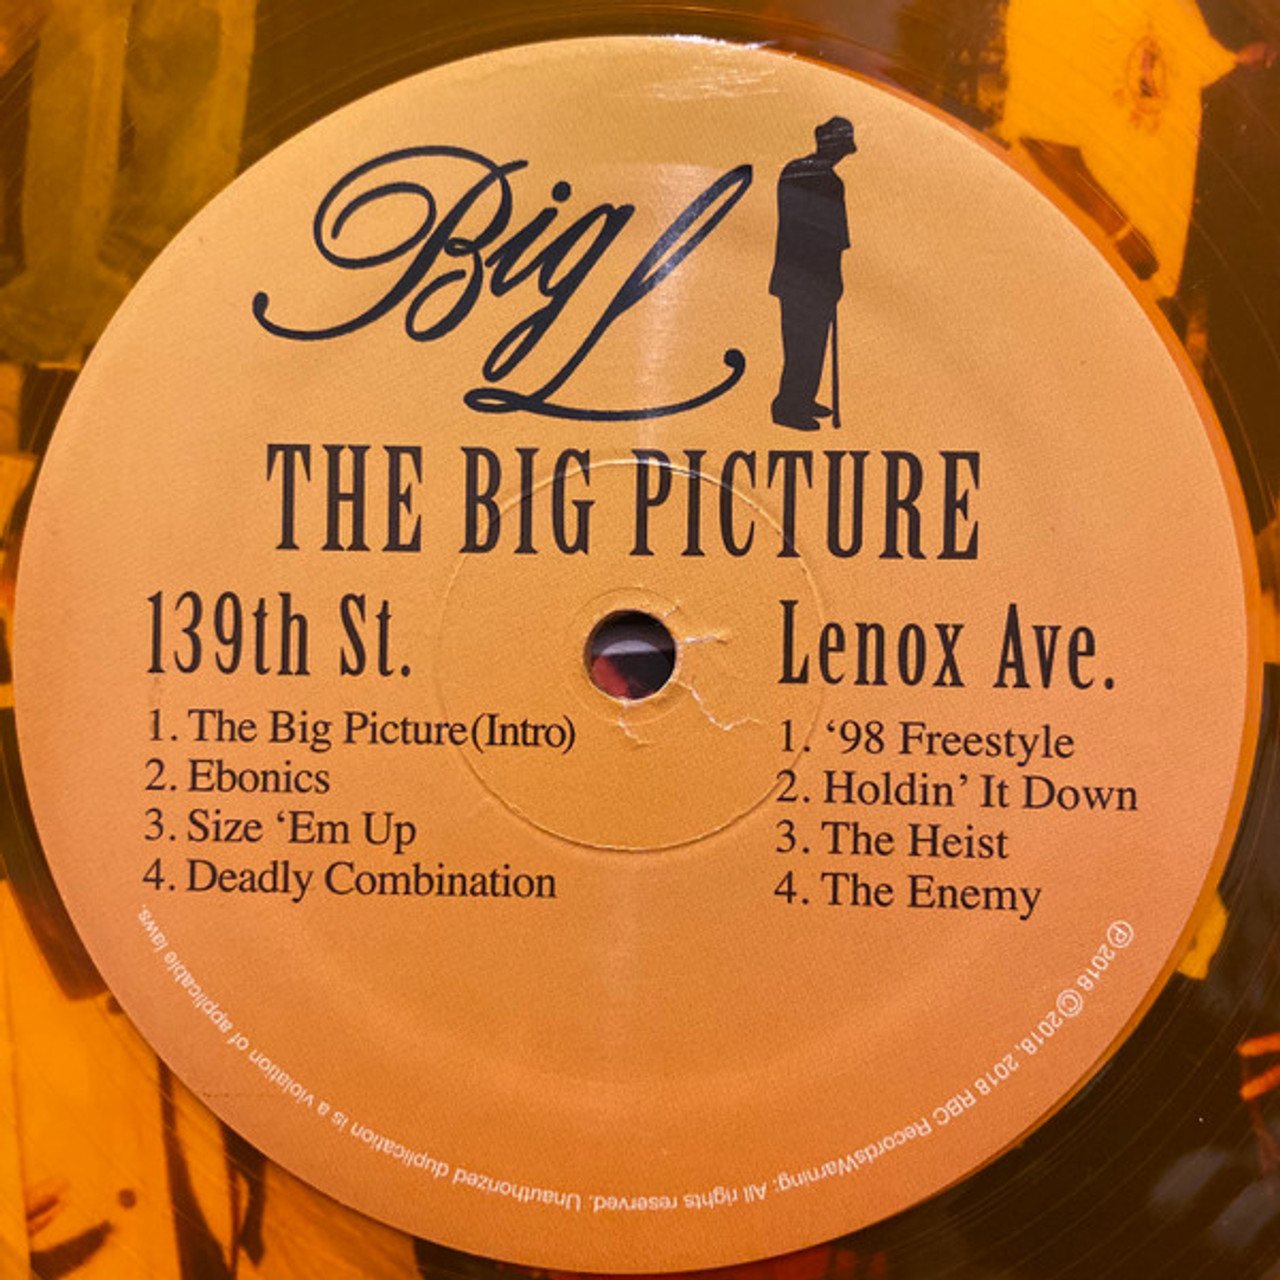 Big L
THE BIG PICTURE
139th St.
1. The Big Picture(Intro)
2. Ebonics
3. Size ‘Em Up
4. Deadly Combination
Lenox Ave.
1. ‘98 Freestyle
2. Holdin’ It Down
3. The Heist
4. The Enemy
℗2018 ©2018, 2018 RBC RecordsWarning: All rights reserved. Unauthorized duplication is a violation of applicable laws.